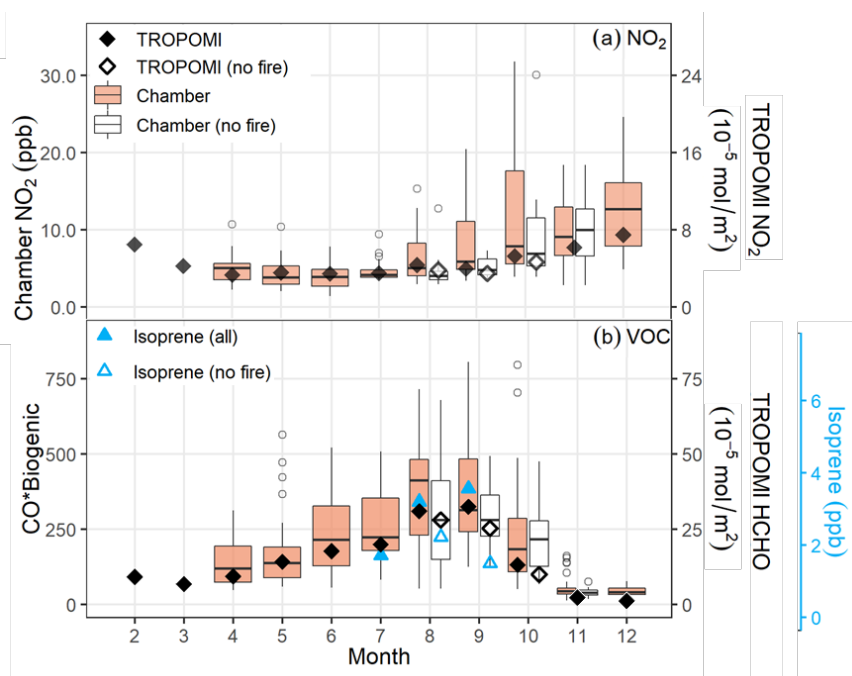 (a) NO₂
TROPOMI
TROPOMI (no fire)
Chamber
Chamber (no fire)
Chamber NO₂ (ppb)
30.0
20.0
10.0
0.0
24
16
8
4
0
TROPOMI NO₂
(10⁻⁵ mol/m²)
(b) VOC
Isoprene (all)
Isoprene (no fire)
CO*Biogenic
750
500
250
0
75
50
25
0
TROPOMI HCHO
(10⁻⁵ mol/m²)
6
4
2
0
Isoprene (ppb)
2 3 4 5 6 7 8 9 10 11 12
Month